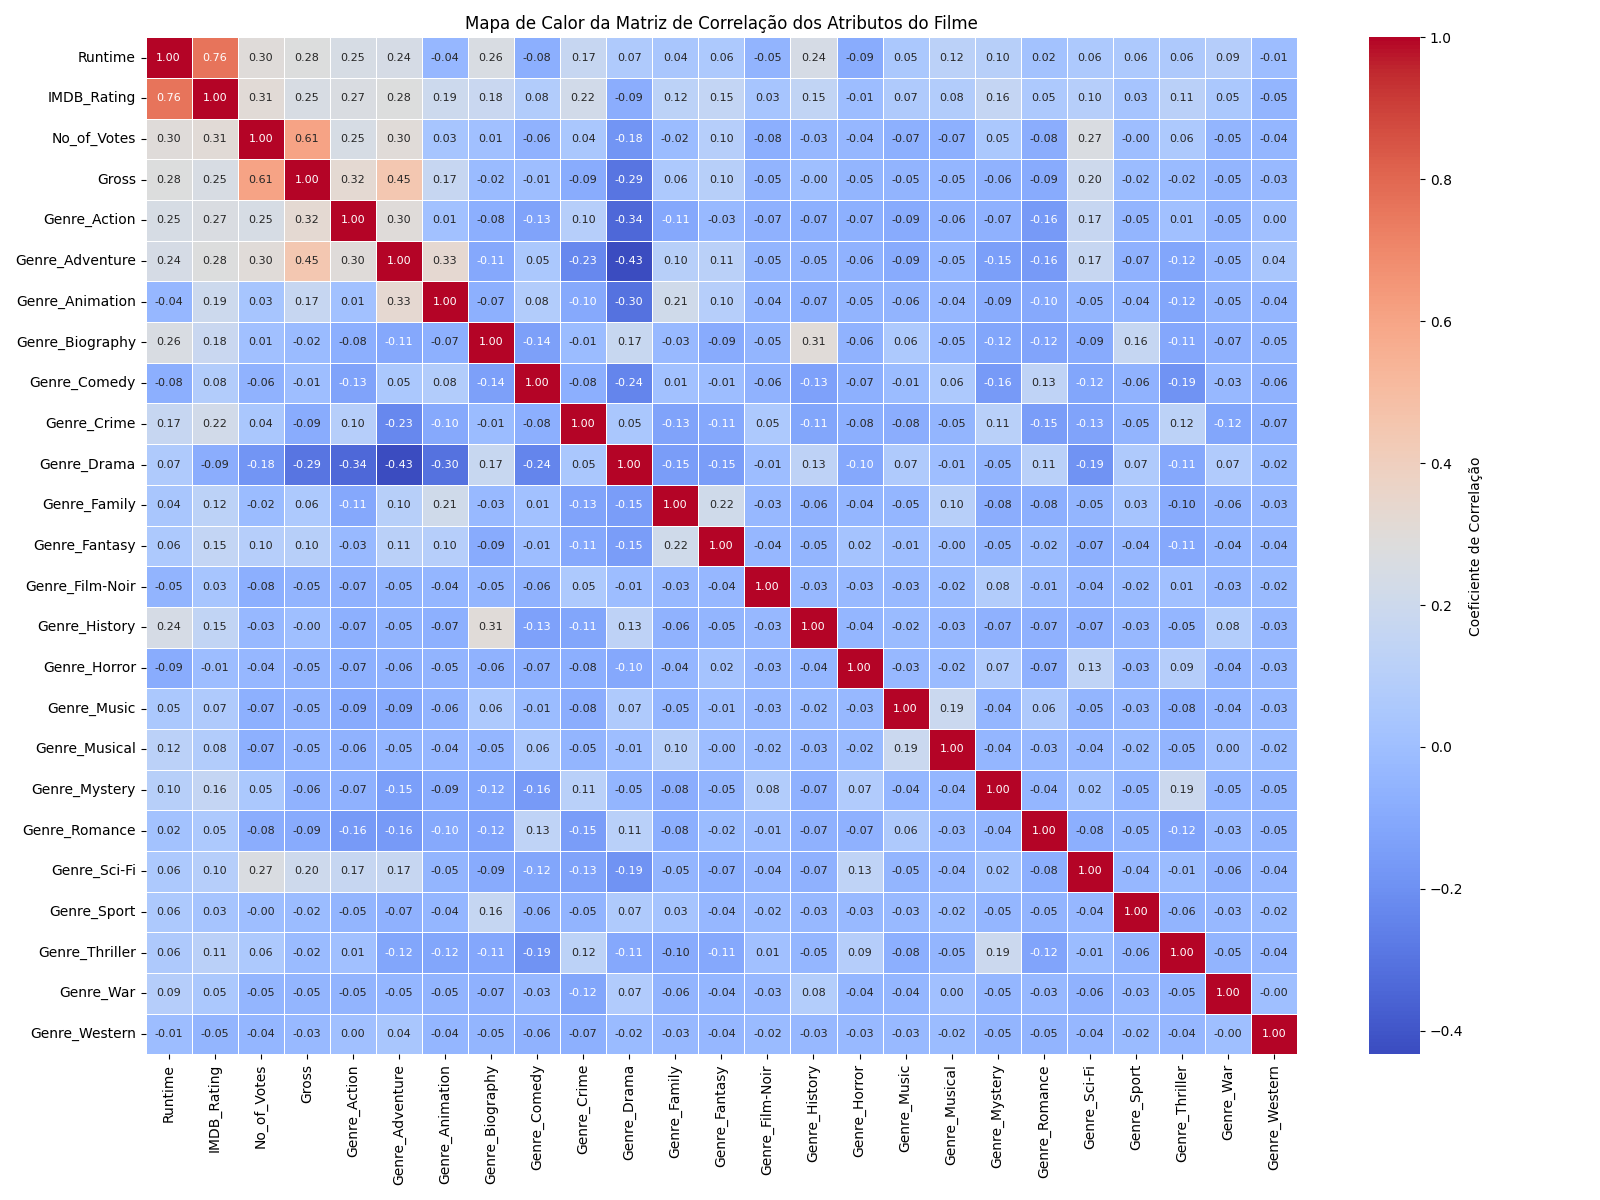 Mapa de Calor da Matriz de Correlação dos Atributos do Filme
Runtime 1.00 0.76 0.30 0.28 0.25 0.24 -0.04 0.26 -0.08 0.17 0.07 0.04 0.06 -0.05 0.24 -0.09 0.05 0.12 0.10 0.02 0.06 0.06 0.06 0.09 -0.01
IMDB_Rating 0.76 1.00 0.31 0.25 0.27 0.28 0.19 0.18 0.08 0.22 -0.09 0.12 0.15 0.03 0.15 -0.01 0.07 0.08 0.16 0.05 0.10 0.03 0.11 0.05 -0.05
No_of_Votes 0.30 0.31 1.00 0.61 0.25 0.30 0.03 0.01 -0.06 0.04 -0.18 -0.02 0.10 -0.08 -0.03 -0.04 -0.07 -0.07 0.05 -0.08 0.27 -0.00 0.06 -0.05 -0.04
Gross 0.28 0.25 0.61 1.00 0.32 0.45 0.17 -0.02 -0.01 -0.09 -0.29 0.06 0.10 -0.05 -0.00 -0.05 -0.05 -0.05 -0.06 -0.09 0.20 -0.02 -0.02 -0.05 -0.03
Genre_Action 0.25 0.27 0.25 0.32 1.00 0.30 0.01 -0.08 -0.13 0.10 -0.34 -0.11 -0.03 -0.07 -0.07 -0.07 -0.09 -0.06 -0.07 -0.16 0.17 -0.05 0.01 -0.05 0.00
Genre_Adventure 0.24 0.28 0.30 0.45 0.30 1.00 0.33 -0.11 0.05 -0.23 -0.43 0.10 0.11 -0.05 -0.05 -0.06 -0.09 -0.05 -0.15 -0.16 0.17 -0.07 -0.12 -0.05 0.04
Genre_Animation -0.04 0.19 0.03 0.17 0.01 0.33 1.00 -0.07 0.08 -0.10 -0.30 0.21 0.10 -0.04 -0.07 -0.05 -0.06 -0.04 -0.09 -0.10 -0.05 -0.04 -0.12 -0.05 -0.04
Genre_Biography 0.26 0.18 0.01 -0.02 -0.08 -0.11 -0.07 1.00 -0.14 -0.01 0.17 -0.03 -0.09 -0.05 0.31 -0.06 0.06 -0.05 -0.12 -0.12 -0.09 0.16 -0.11 -0.07 -0.05
Genre_Comedy -0.08 0.08 -0.06 -0.01 -0.13 0.05 0.08 -0.14 1.00 -0.08 -0.24 0.01 -0.01 -0.06 -0.13 -0.07 -0.01 0.06 -0.16 0.13 -0.12 -0.06 -0.19 -0.03 -0.06
Genre_Crime 0.17 0.22 0.04 -0.09 0.10 -0.23 -0.10 -0.01 -0.08 1.00 0.05 -0.13 -0.11 0.05 -0.11 -0.08 -0.08 -0.05 0.11 -0.15 -0.13 -0.05 0.12 -0.12 -0.07
Genre_Drama 0.07 -0.09 -0.18 -0.29 -0.34 -0.43 -0.30 0.17 -0.24 0.05 1.00 -0.15 -0.15 -0.01 0.13 -0.10 0.07 -0.01 -0.05 0.11 -0.19 0.07 -0.11 0.07 -0.02
Genre_Family 0.04 0.12 -0.02 0.06 -0.11 0.10 0.21 -0.03 0.01 -0.13 -0.15 1.00 0.22 -0.03 -0.06 -0.04 -0.05 0.10 -0.08 -0.08 -0.05 0.03 -0.10 -0.06 -0.03
Genre_Fantasy 0.06 0.15 0.10 0.10 -0.03 0.11 0.10 -0.09 -0.01 -0.11 -0.15 0.22 1.00 -0.04 -0.05 0.02 -0.01 -0.00 -0.05 -0.02 -0.07 -0.04 -0.11 -0.04 -0.04
Genre_Film-Noir -0.05 0.03 -0.08 -0.05 -0.07 -0.05 -0.04 -0.05 -0.06 0.05 -0.01 -0.03 -0.04 1.00 -0.03 -0.03 -0.03 -0.02 0.08 -0.01 -0.04 -0.02 0.01 -0.03 -0.02
Genre_History 0.24 0.15 -0.03 -0.00 -0.07 -0.05 -0.07 0.31 -0.13 -0.11 0.13 -0.06 -0.05 -0.03 1.00 -0.04 -0.02 -0.03 -0.07 -0.07 -0.07 -0.03 -0.05 0.08 -0.03
Genre_Horror -0.09 -0.01 -0.04 -0.05 -0.07 -0.06 -0.05 -0.06 -0.07 -0.08 -0.10 -0.04 0.02 -0.03 -0.04 1.00 -0.03 -0.02 0.07 -0.07 0.13 -0.03 0.09 -0.04 -0.03
Genre_Music 0.05 0.07 -0.07 -0.05 -0.09 -0.09 -0.06 0.06 -0.01 -0.08 0.07 -0.05 -0.01 -0.03 -0.02 -0.03 1.00 0.19 -0.04 0.06 -0.05 -0.03 -0.08 -0.04 -0.03
Genre_Musical 0.12 0.08 -0.07 -0.05 -0.06 -0.05 -0.04 -0.05 0.06 -0.05 -0.01 0.10 -0.00 -0.02 -0.03 -0.02 0.19 1.00 -0.04 -0.03 -0.04 -0.02 -0.05 0.00 -0.02
Genre_Mystery 0.10 0.16 0.05 -0.06 -0.07 -0.15 -0.09 -0.12 -0.16 0.11 -0.05 -0.08 -0.05 0.08 -0.07 0.07 -0.04 -0.04 1.00 -0.04 0.02 -0.05 0.19 -0.05 -0.05
Genre_Romance 0.02 0.05 -0.08 -0.09 -0.16 -0.16 -0.10 -0.12 0.13 -0.15 0.11 -0.08 -0.02 -0.01 -0.07 -0.07 0.06 -0.03 -0.04 1.00 -0.08 -0.05 -0.12 -0.03 -0.05
Genre_Sci-Fi 0.06 0.10 0.27 0.20 0.17 0.17 -0.05 -0.09 -0.12 -0.13 -0.19 -0.05 -0.07 -0.04 -0.07 0.13 -0.05 -0.04 0.02 -0.08 1.00 -0.04 -0.01 -0.06 -0.04
Genre_Sport 0.06 0.03 -0.00 -0.02 -0.05 -0.07 -0.04 0.16 -0.06 -0.05 0.07 0.03 -0.04 -0.02 -0.03 -0.03 -0.03 -0.02 -0.05 -0.05 -0.04 1.00 -0.06 -0.03 -0.02
Genre_Thriller 0.06 0.11 0.06 -0.02 0.01 -0.12 -0.12 -0.11 -0.19 0.12 -0.11 -0.10 -0.11 0.01 -0.05 0.09 -0.08 -0.05 0.19 -0.12 -0.01 -0.06 1.00 -0.05 -0.04
Genre_War 0.09 0.05 -0.05 -0.05 -0.05 -0.05 -0.05 -0.07 -0.03 -0.12 0.07 -0.06 -0.04 -0.03 0.08 -0.04 -0.04 0.00 -0.05 -0.03 -0.06 -0.03 -0.05 1.00 -0.00
Genre_Western -0.01 -0.05 -0.04 -0.03 0.00 0.04 -0.04 -0.05 -0.06 -0.07 -0.02 -0.03 -0.04 -0.02 -0.03 -0.03 -0.03 -0.02 -0.05 -0.05 -0.04 -0.02 -0.04 -0.00 1.00
Runtime
IMDB_Rating
No_of_Votes
Gross
Genre_Action
Genre_Adventure
Genre_Animation
Genre_Biography
Genre_Comedy
Genre_Crime
Genre_Drama
Genre_Family
Genre_Fantasy
Genre_Film-Noir
Genre_History
Genre_Horror
Genre_Music
Genre_Musical
Genre_Mystery
Genre_Romance
Genre_Sci-Fi
Genre_Sport
Genre_Thriller
Genre_War
Genre_Western
1.0
0.8
0.6
0.4
0.2
0.0
−0.2
−0.4
Coeficiente de Correlação